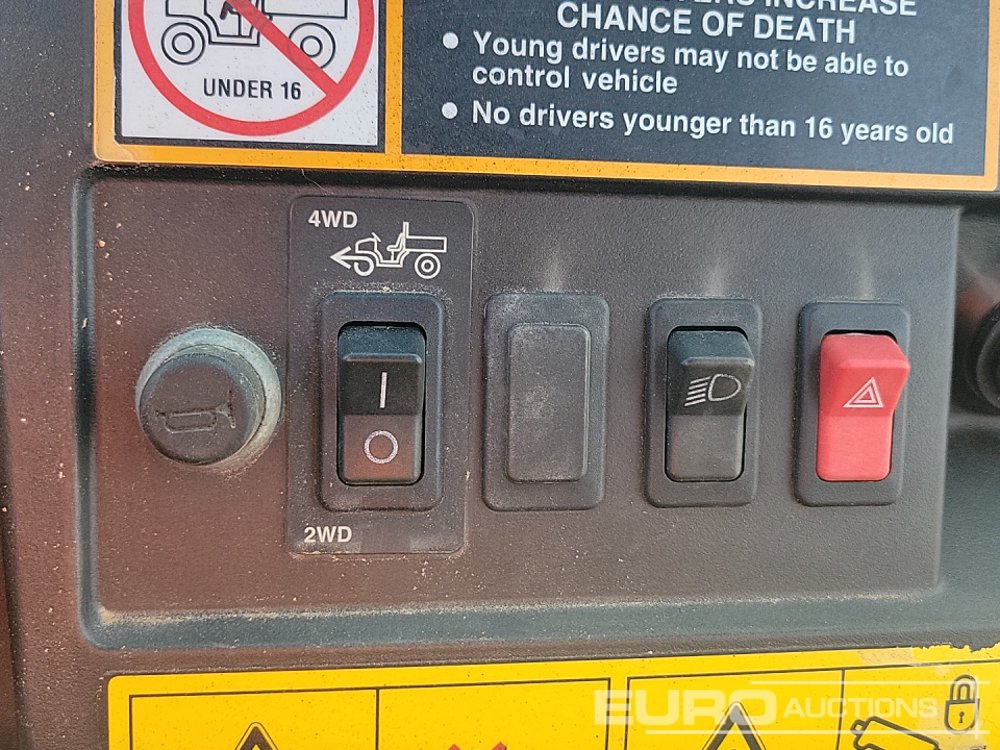 UNDER 16
INCREASE
CHANCE OF DEATH
• Young drivers may not be able to
control vehicle
• No drivers younger than 16 years old
4WD
I
O
2WD
EURO AUCTIONS